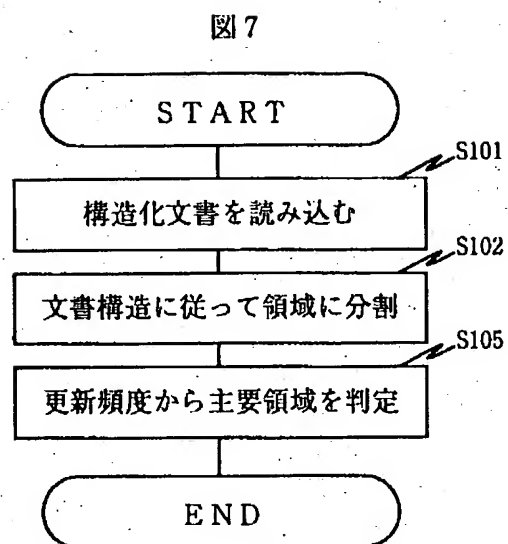 図7
START
S101
構造化文書を読み込む
S102
文書構造に従って領域に分割
S105
更新頻度から主要領域を判定
END